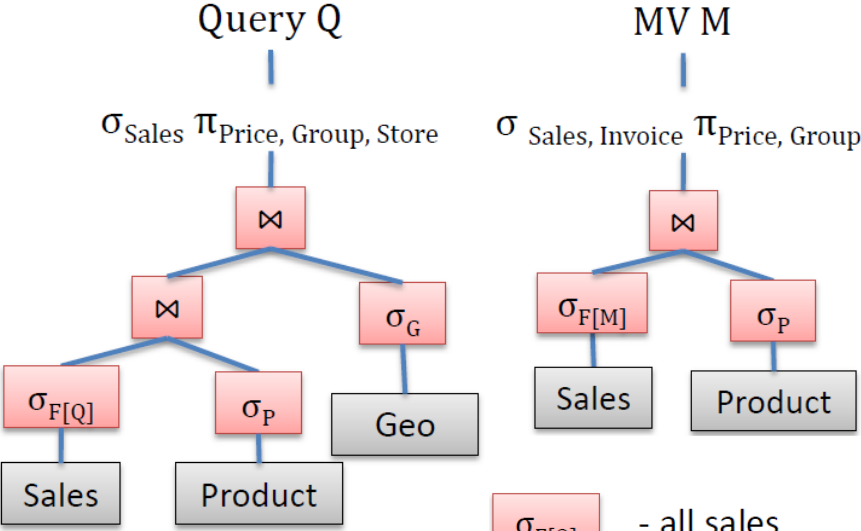 Query Q
MV M
σSales πPrice, Group, Store
σ Sales, Invoice πPrice, Group
⋈
⋈
⋈
σG
σF[M]
σP
σF[Q]
σP
Geo
Sales
Product
Sales
Product
- all sales